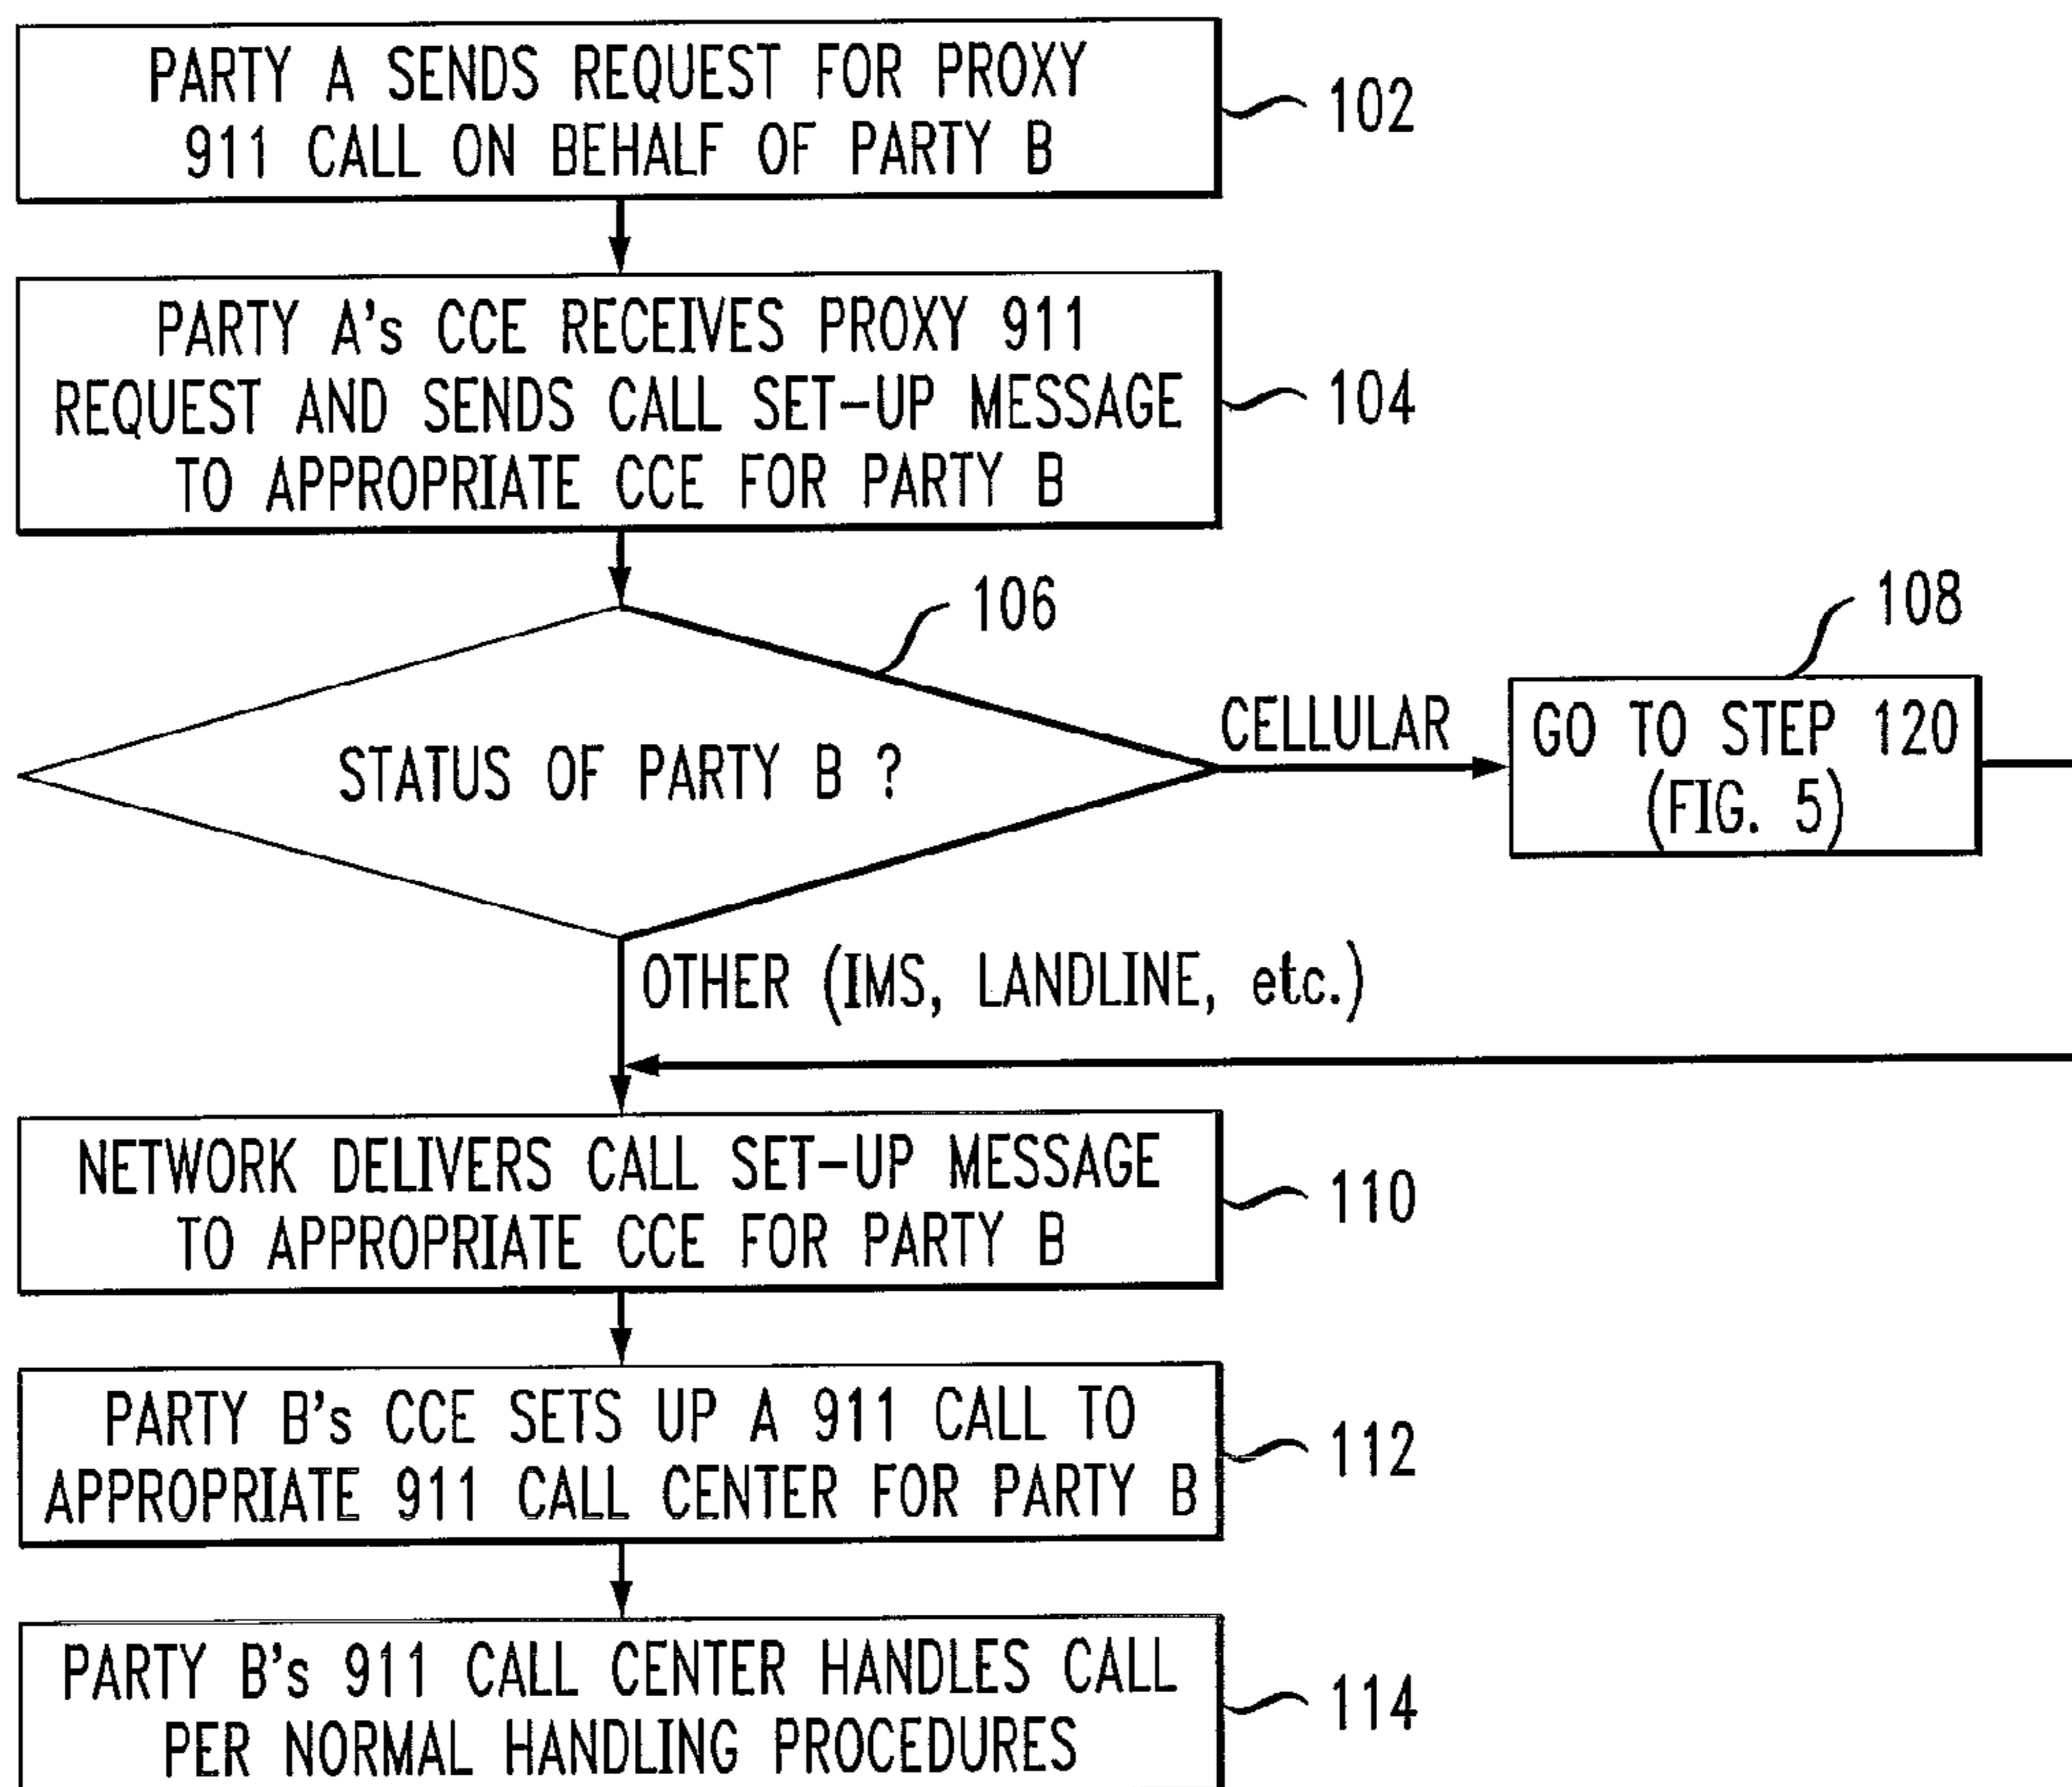 PARTY A SENDS REQUEST FOR PROXY
911 CALL ON BEHALF OF PARTY B
102
PARTY A's CCE RECEIVES PROXY 911
REQUEST AND SENDS CALL SET-UP MESSAGE
TO APPROPRIATE CCE FOR PARTY B
104
106
STATUS OF PARTY B ?
CELLULAR
108
GO TO STEP 120
(FIG. 5)
OTHER (IMS, LANDLINE, etc.)
NETWORK DELIVERS CALL SET-UP MESSAGE
TO APPROPRIATE CCE FOR PARTY B
110
PARTY B's CCE SETS UP A 911 CALL TO
APPROPRIATE 911 CALL CENTER FOR PARTY B
112
PARTY B's 911 CALL CENTER HANDLES CALL
PER NORMAL HANDLING PROCEDURES
114